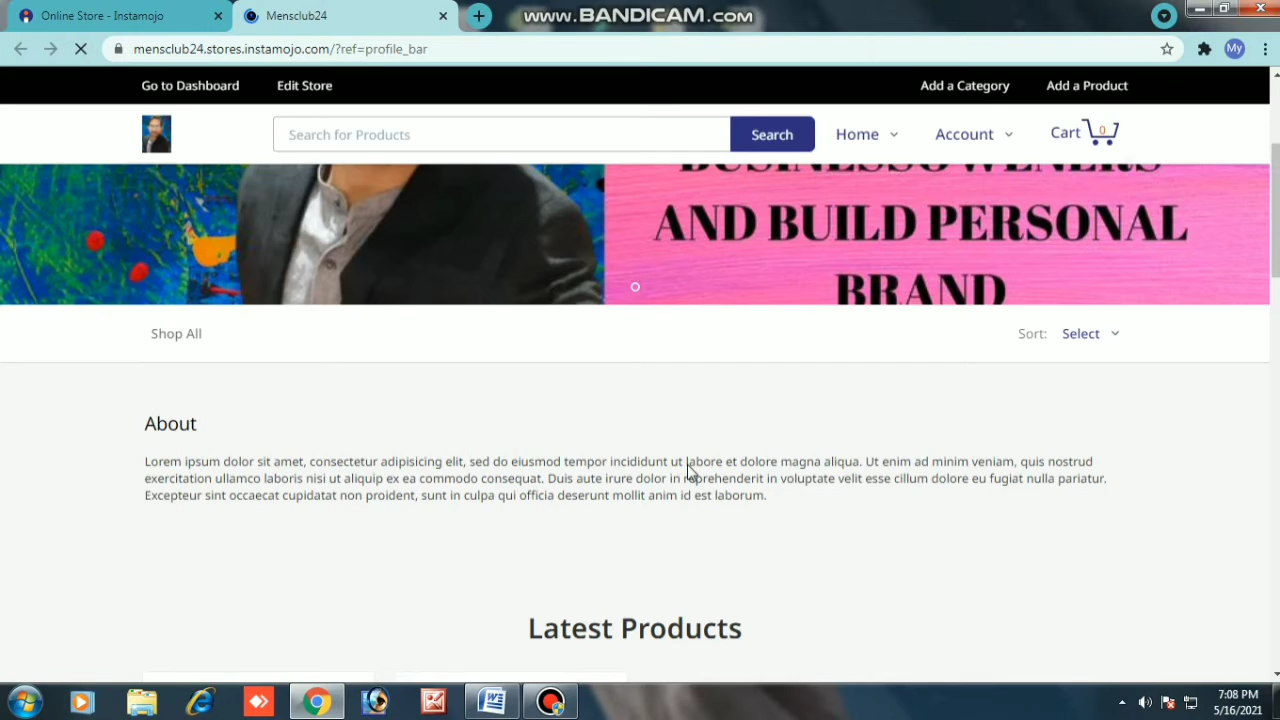 Online Store - Instamojo
Mensclub24
www.BANDICAM.com
mensclub24.stores.instamojo.com/?ref=profile_bar
My
Go to Dashboard
Edit Store
Add a Category
Add a Product
Search for Products
Search
Home
Account
Cart
0
BUSINESSOWENERS
AND BUILD PERSONAL
BRAND
Shop All
Sort:
Select
About
Lorem ipsum dolor sit amet, consectetur adipisicing elit, sed do eiusmod tempor incididunt ut labore et dolore magna aliqua. Ut enim ad minim veniam, quis nostrud
exercitation ullamco laboris nisi ut aliquip ex ea commodo consequat. Duis aute irure dolor in reprehenderit in voluptate velit esse cillum dolore eu fugiat nulla pariatur.
Excepteur sint occaecat cupidatat non proident, sunt in culpa qui officia deserunt mollit anim id est laborum.
Latest Products
7:08 PM
5/16/2021